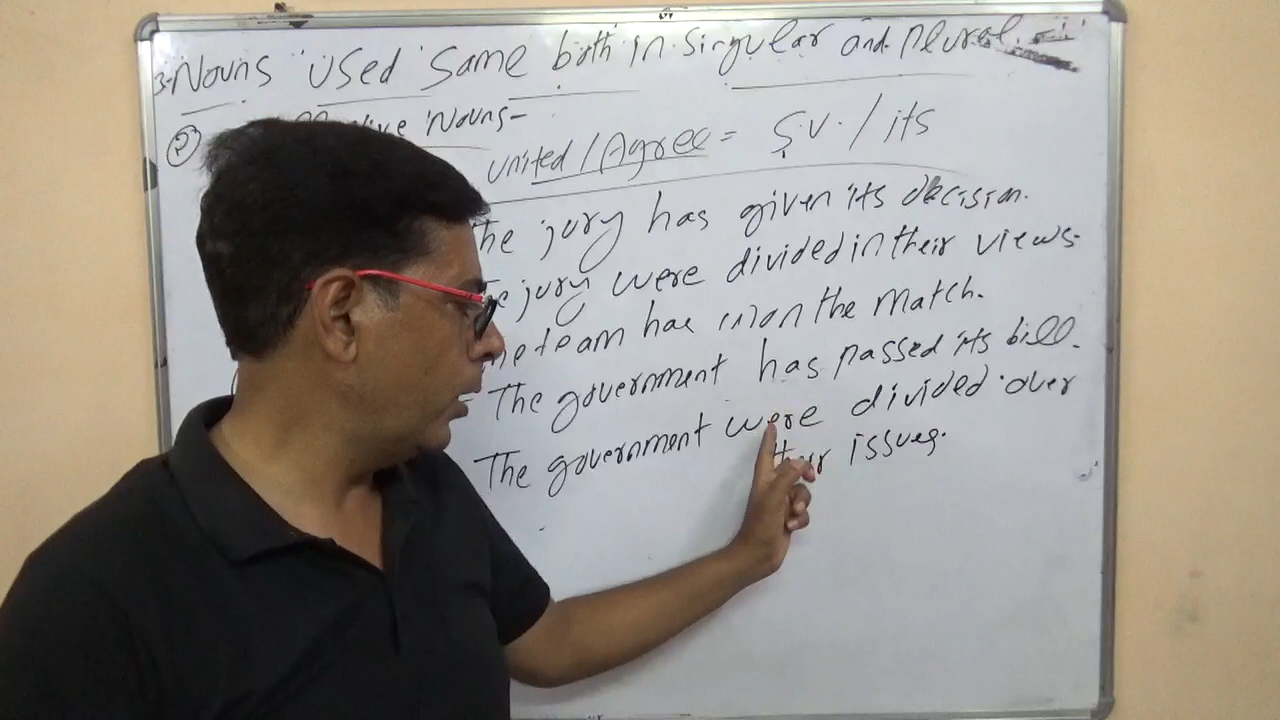 3-Nouns used same both in singular and plural
Nouns-
united / Agree = S.V. / its
The jury has given its decision.
jury were divided in their views.
team has won the match.
- The government has passed its bill.
The government were divided over
their issues.